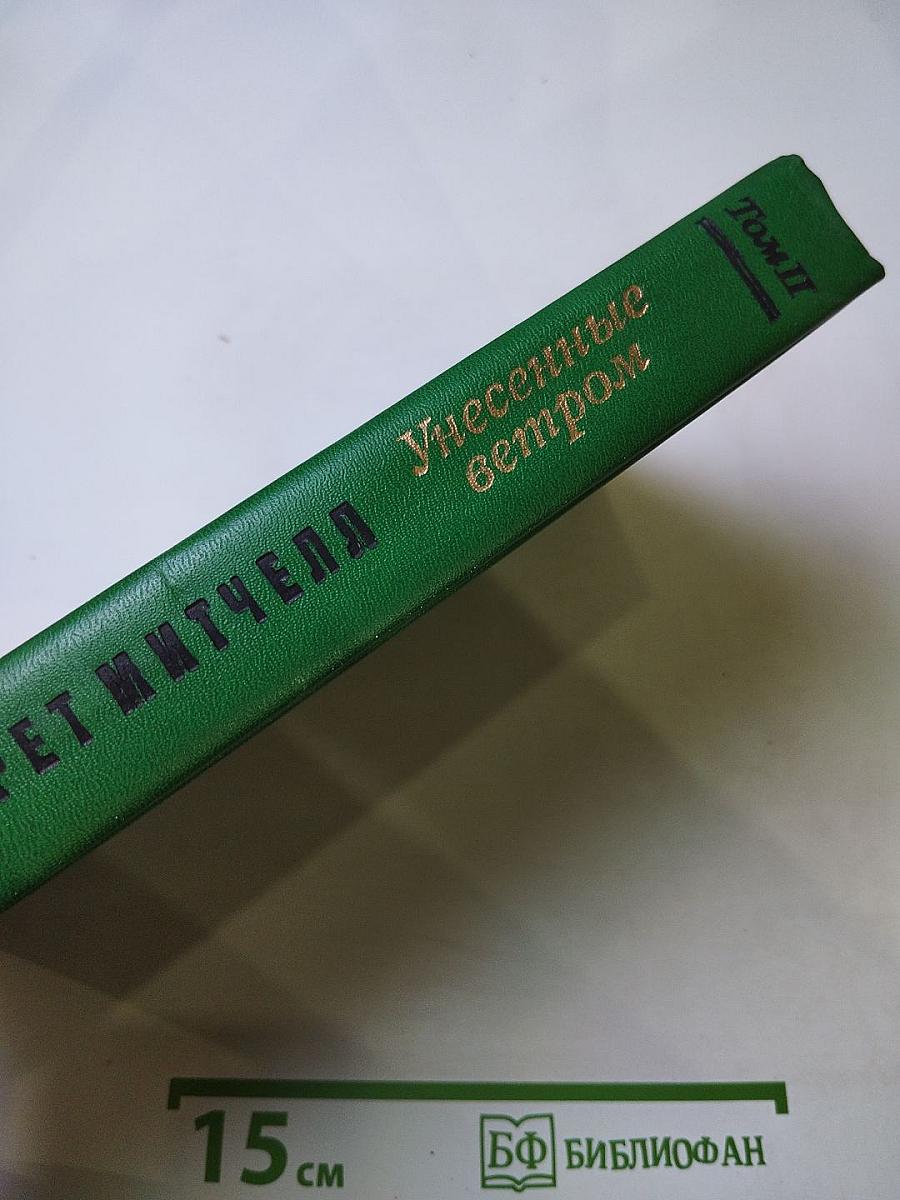 РЕТ МИТЧЕЛЛ
Унесенные
ветром
Том II
15 см
БФ БИБЛИОФАН